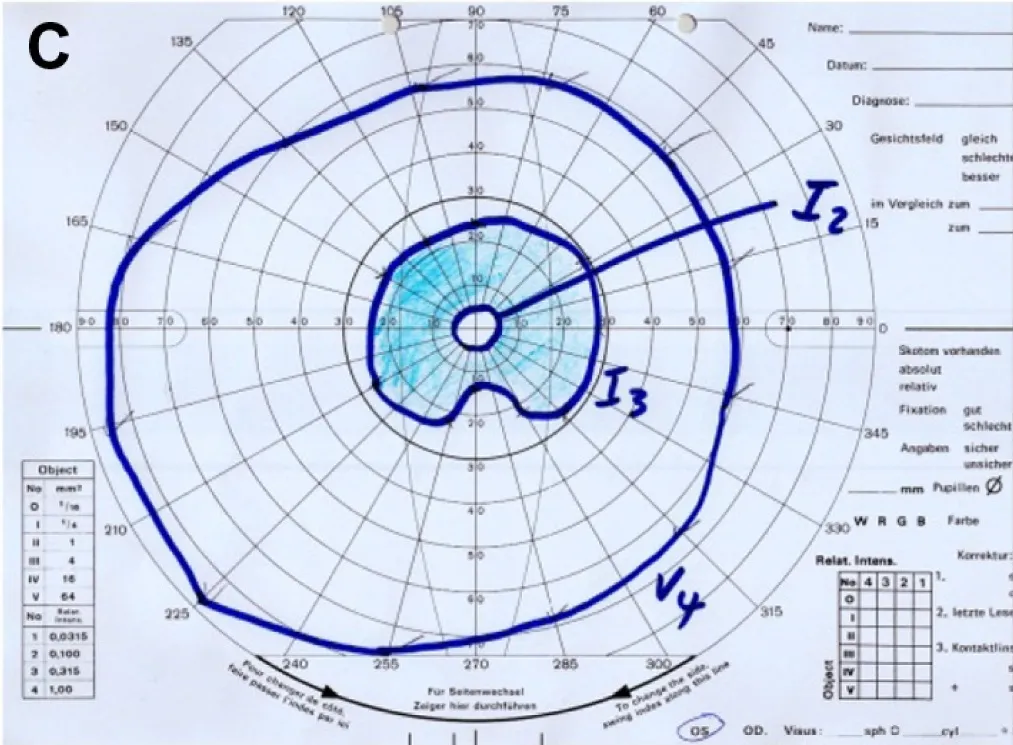 C
120
105
90
75
60
135
45
150
30
165
15
180
0
195
345
210
330
225
315
240
255
270
285
300
70
60
50
40
30
20
10
90 80 70 60 50 40 30 20 10 10 20 30 40 50 60 70 80 90
10
20
30
40
50
60
70
I2
I3
V4
Name:
Datum:
Diagnose:
Gesichtsfeld gleich
besser
im Vergleich zum
zum
Skotom vorhanden
absolut
relativ
Fixation gut
schlecht
Angaben sicher
unsicher
mm Pupillen Ø
W R G B Farbe
Korrektur:
Relat. Intens.
No 4 3 2 1
O
I
II
III
IV
V
Object
1.
2. letzte Lese
3. Kontaktlins
+
Object
No mm²
O 1/16
I 1/4
II 1
III 4
IV 16
V 64
No Relat. Intens.
1 0,0315
2 0,100
3 0,315
4 1,00
Pour changer de côté,
faire passer l'index par ici
Für Seitenwechsel
Zeiger hier durchführen
To change the side,
swing index along this line
OS OD. Visus: sph cyl